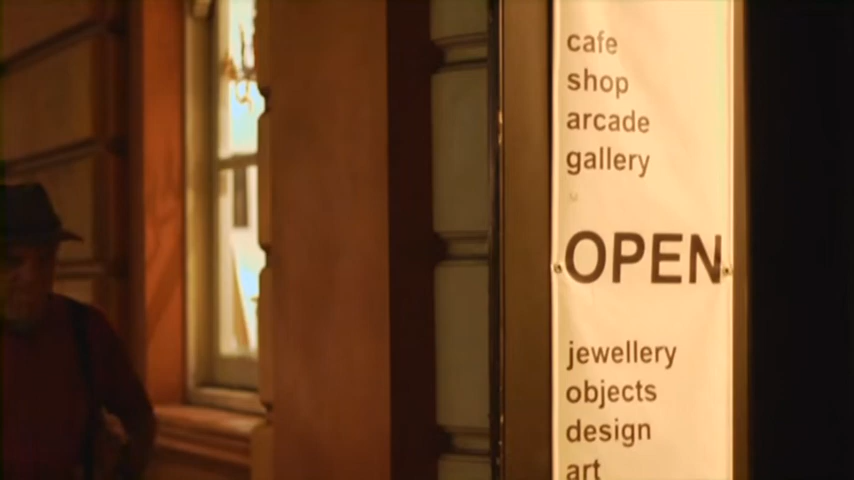 cafe
shop
arcade
gallery
OPEN
jewellery
objects
design
art